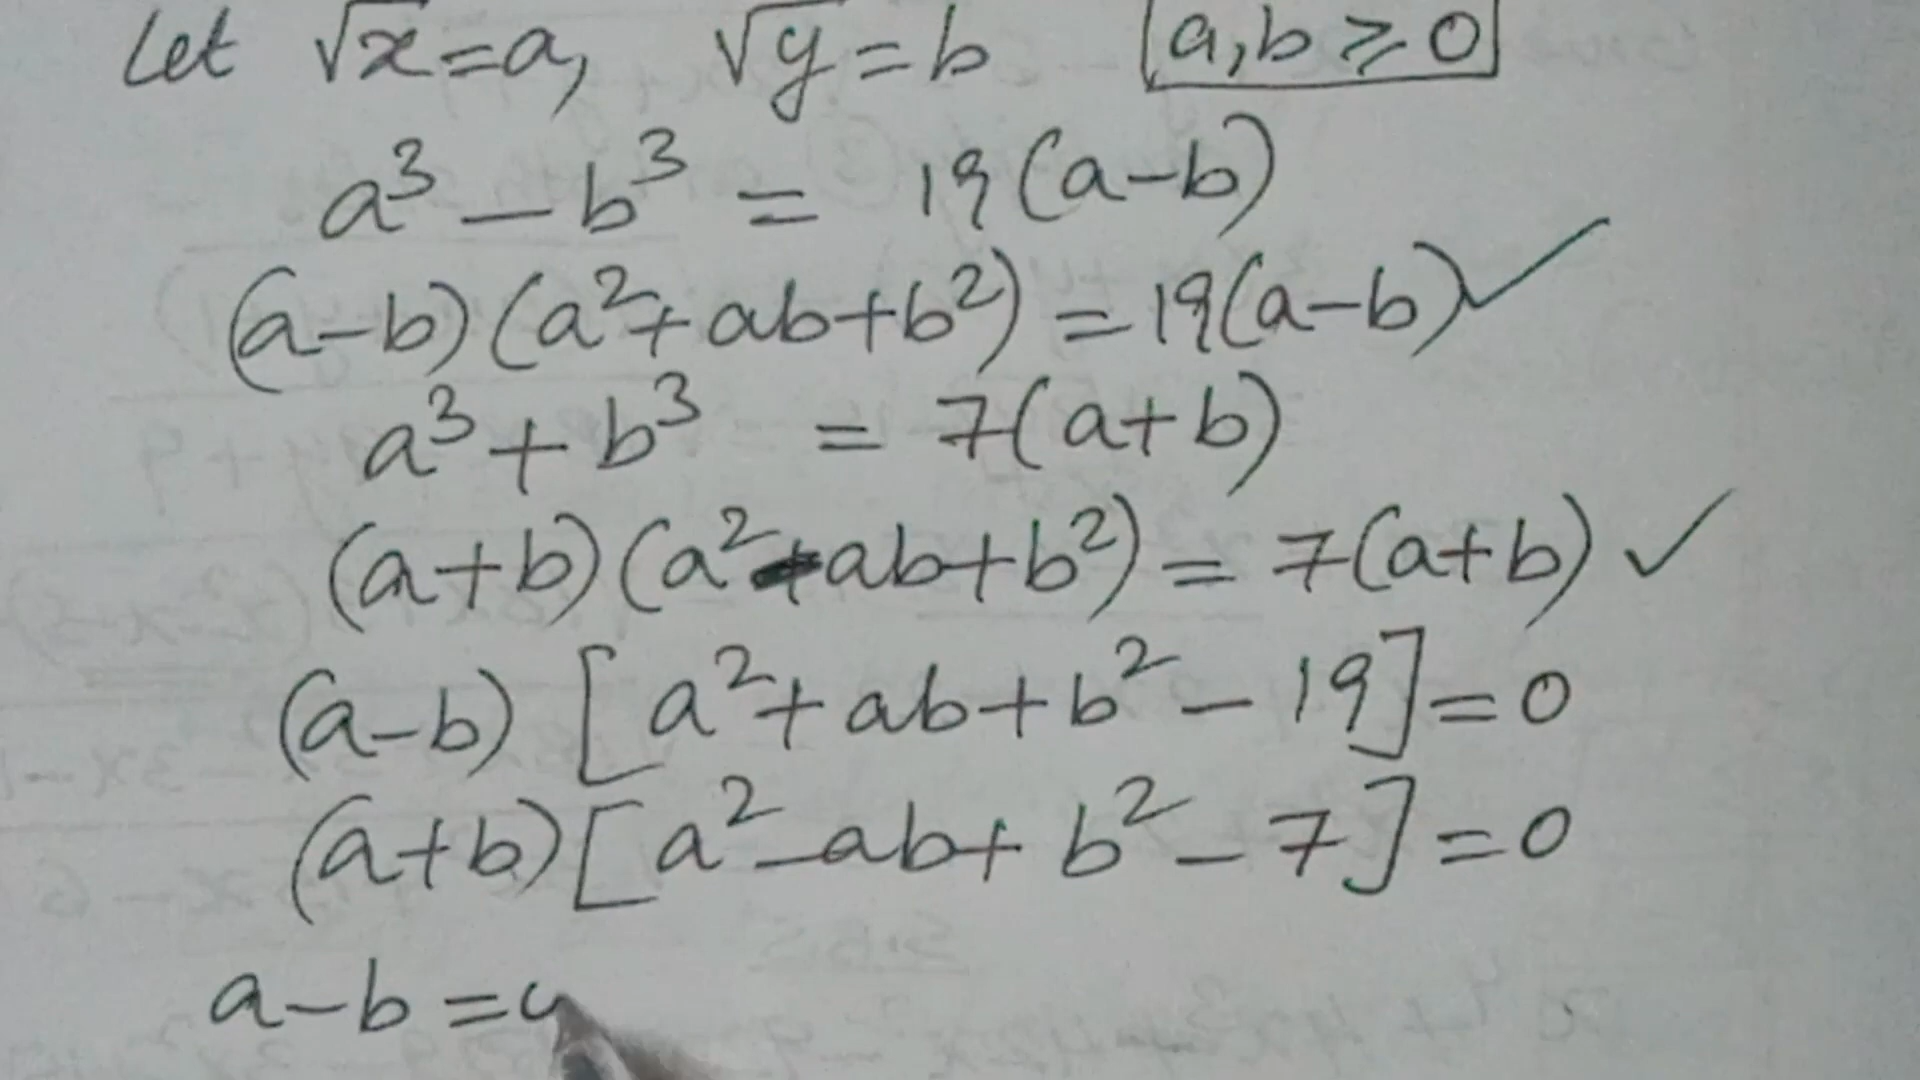 Let √x=a, √y=b a,b ≥ 0
a³ – b³ = 19(a-b)
(a-b)(a²+ab+b²) = 19(a-b) ✓
a³ + b³ = 7(a+b)
(a+b)(a²-ab+b²) = 7(a+b) ✓
(a-b) [a²+ab+b² - 19] = 0
(a+b)[a²-ab+ b² - 7] = 0
a-b =